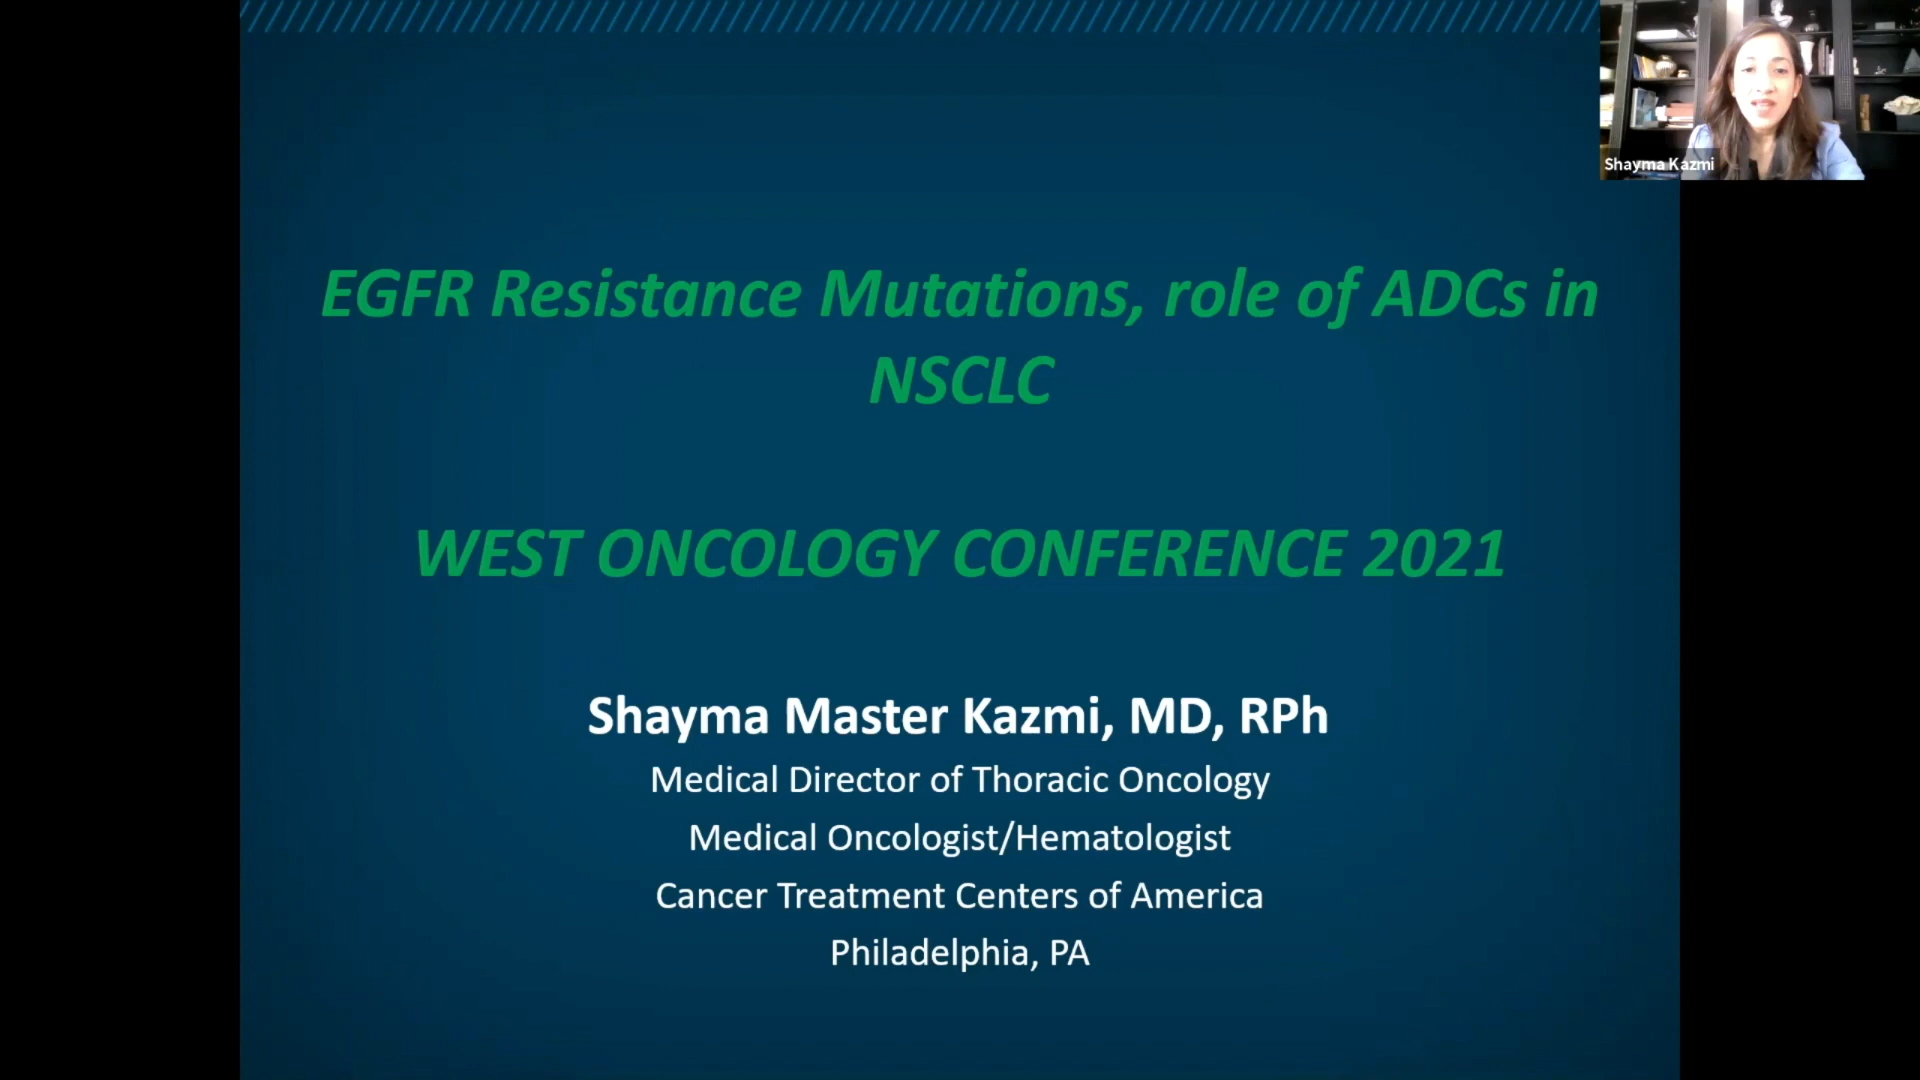 Shayma Kazmi
EGFR Resistance Mutations, role of ADCs in
NSCLC
WEST ONCOLOGY CONFERENCE 2021
Shayma Master Kazmi, MD, RPh
Medical Director of Thoracic Oncology
Medical Oncologist/Hematologist
Cancer Treatment Centers of America
Philadelphia, PA